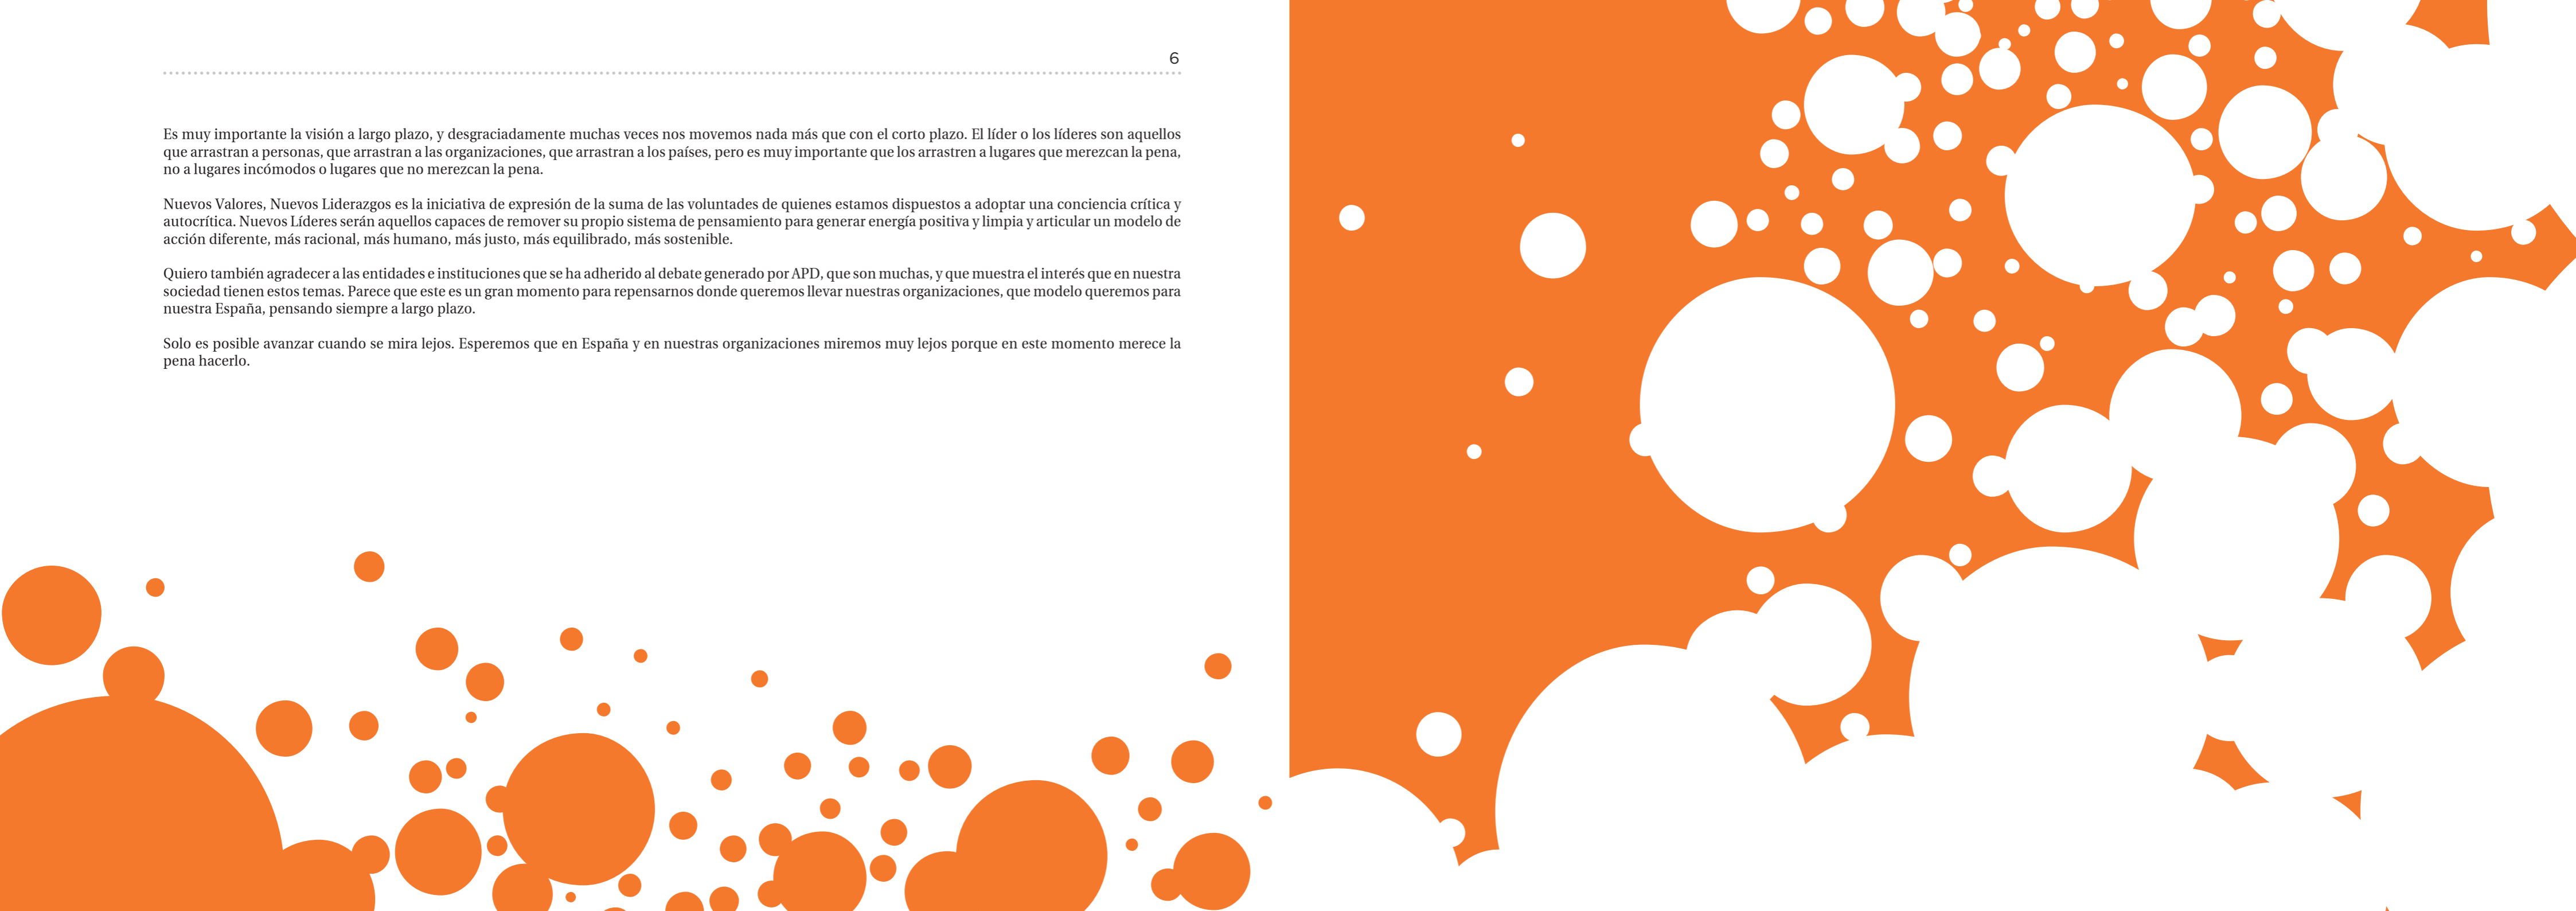 6
Es muy importante la visión a largo plazo, y desgraciadamente muchas veces nos movemos nada más que con el corto plazo. El líder o los líderes son aquellos
que arrastran a personas, que arrastran a las organizaciones, que arrastran a los países, pero es muy importante que los arrastren a lugares que merezcan la pena,
no a lugares incómodos o lugares que no merezcan la pena.
Nuevos Valores, Nuevos Liderazgos es la iniciativa de expresión de la suma de las voluntades de quienes estamos dispuestos a adoptar una conciencia crítica y
autocrítica. Nuevos Líderes serán aquellos capaces de remover su propio sistema de pensamiento para generar energía positiva y limpia y articular un modelo de
acción diferente, más racional, más humano, más justo, más equilibrado, más sostenible.
Quiero también agradecer a las entidades e instituciones que se ha adherido al debate generado por APD, que son muchas, y que muestra el interés que en nuestra
sociedad tienen estos temas. Parece que este es un gran momento para repensarnos donde queremos llevar nuestras organizaciones, que modelo queremos para
nuestra España, pensando siempre a largo plazo.
Solo es posible avanzar cuando se mira lejos. Esperemos que en España y en nuestras organizaciones miremos muy lejos porque en este momento merece la
pena hacerlo.